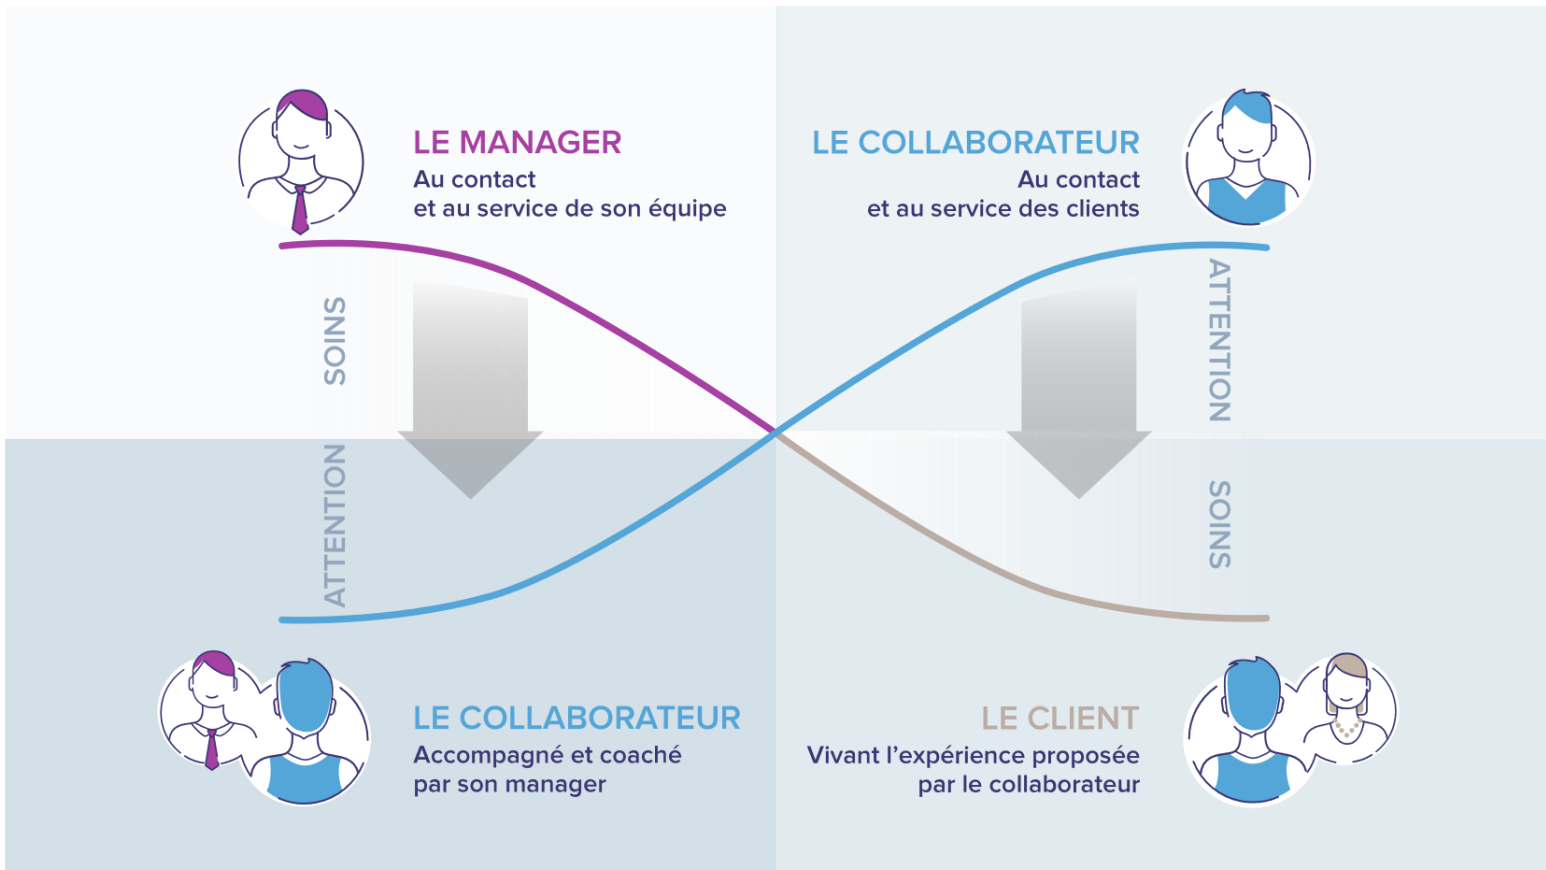 LE MANAGER
Au contact
et au service de son équipe
LE COLLABORATEUR
Au contact
et au service des clients
SOINS
ATTENTION
ATTENTION
SOINS
LE COLLABORATEUR
Accompagné et coaché
par son manager
LE CLIENT
Vivant l’expérience proposée
par le collaborateur